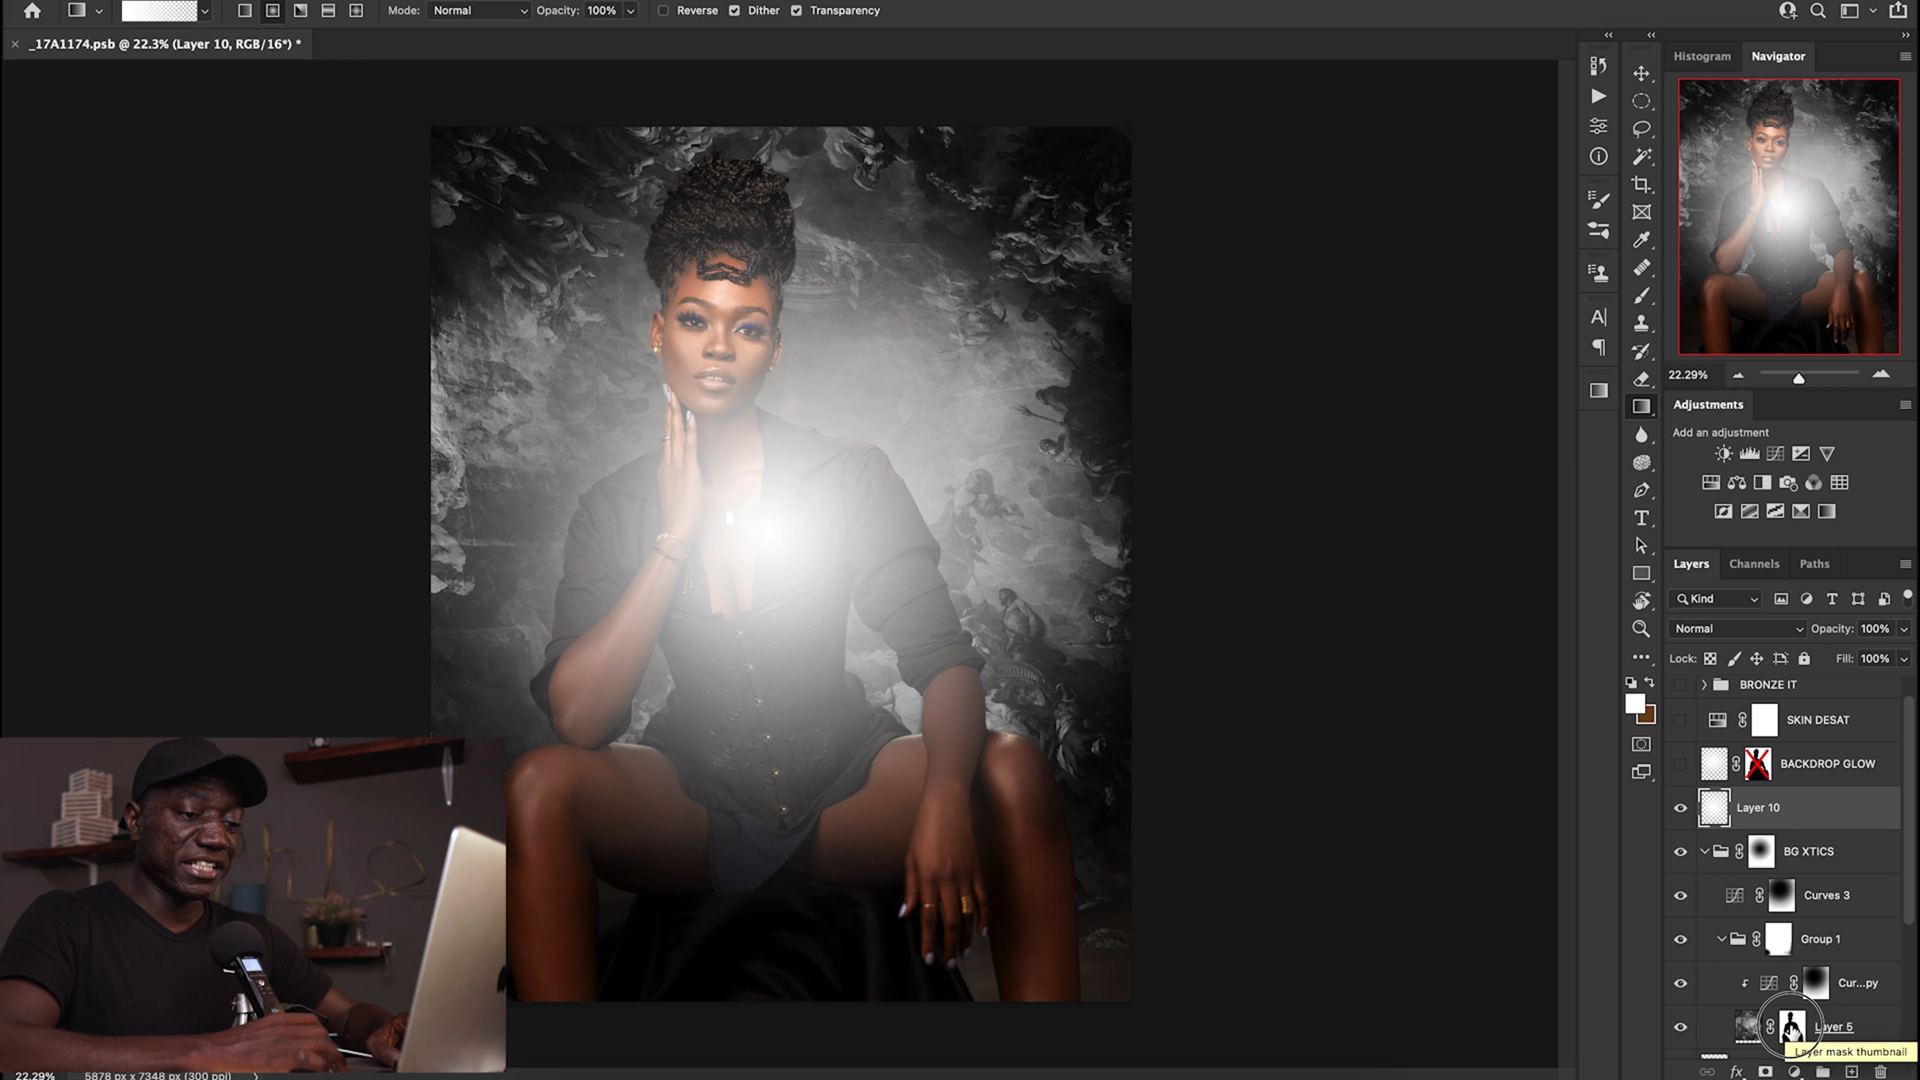 Mode: Normal Opacity: 100% Reverse Dither Transparency
_17A1174.psb @ 22.3% (Layer 10, RGB/16*) *
Histogram Navigator
22.29%
Adjustments
Add an adjustment
Layers Channels Paths
Kind
Normal Opacity: 100%
Lock: Fill: 100%
BRONZE IT
SKIN DESAT
BACKDROP GLOW
Layer 10
BG XTICS
Curves 3
Group 1
Cur...py
Layer 5
Layer mask thumbnail
22.29% 5878 px x 7348 px (300 ppi)